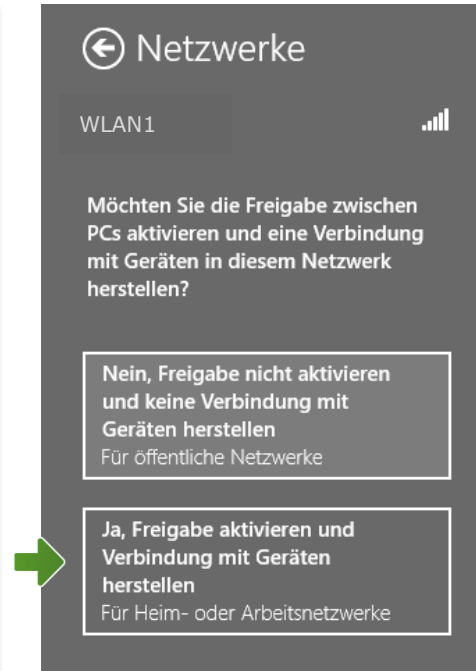 Netzwerke
WLAN1
Möchten Sie die Freigabe zwischen
PCs aktivieren und eine Verbindung
mit Geräten in diesem Netzwerk
herstellen?
Nein, Freigabe nicht aktivieren
und keine Verbindung mit
Geräten herstellen
Für öffentliche Netzwerke
Ja, Freigabe aktivieren und
Verbindung mit Geräten
herstellen
Für Heim- oder Arbeitsnetzwerke